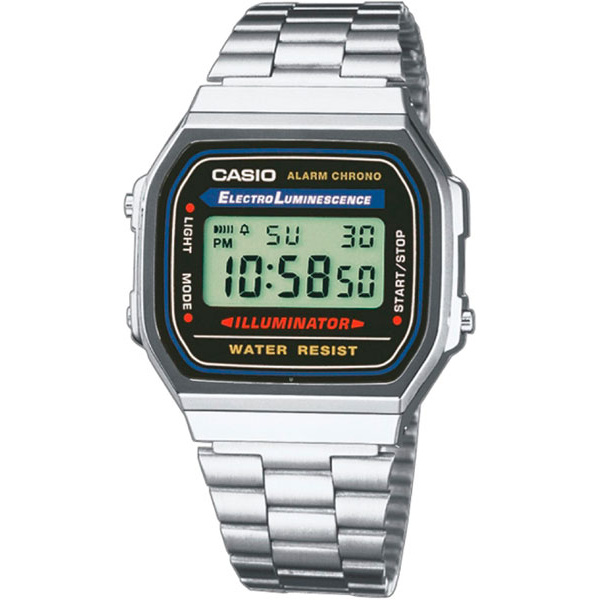 CASIO ALARM CHRONO
ELECTRO LUMINESCENCE
LIGHT
MODE
START/STOP
PM SU 30
10:58 50
ILLUMINATOR
WATER RESIST